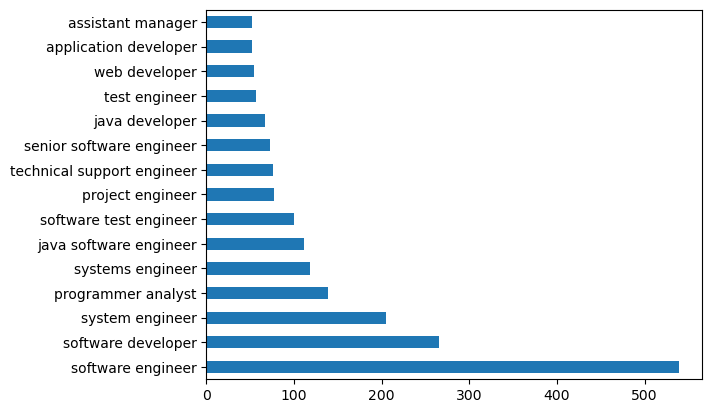 assistant manager
application developer
web developer
test engineer
java developer
senior software engineer
technical support engineer
project engineer
software test engineer
java software engineer
systems engineer
programmer analyst
system engineer
software developer
software engineer
0 100 200 300 400 500